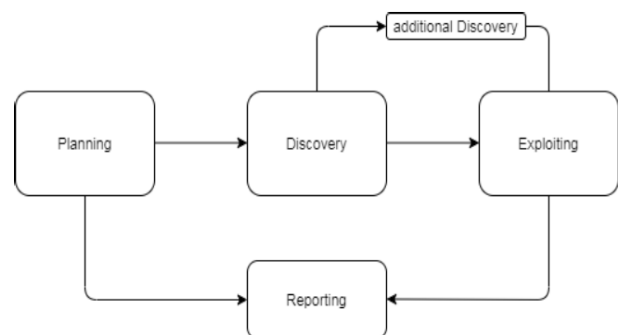 additional Discovery
Planning
Discovery
Exploiting
Reporting